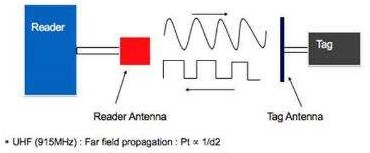 Reader
Tag
Reader Antenna
Tag Antenna
• UHF (915MHz) : Far field propagation : Pt ∝ 1/d2